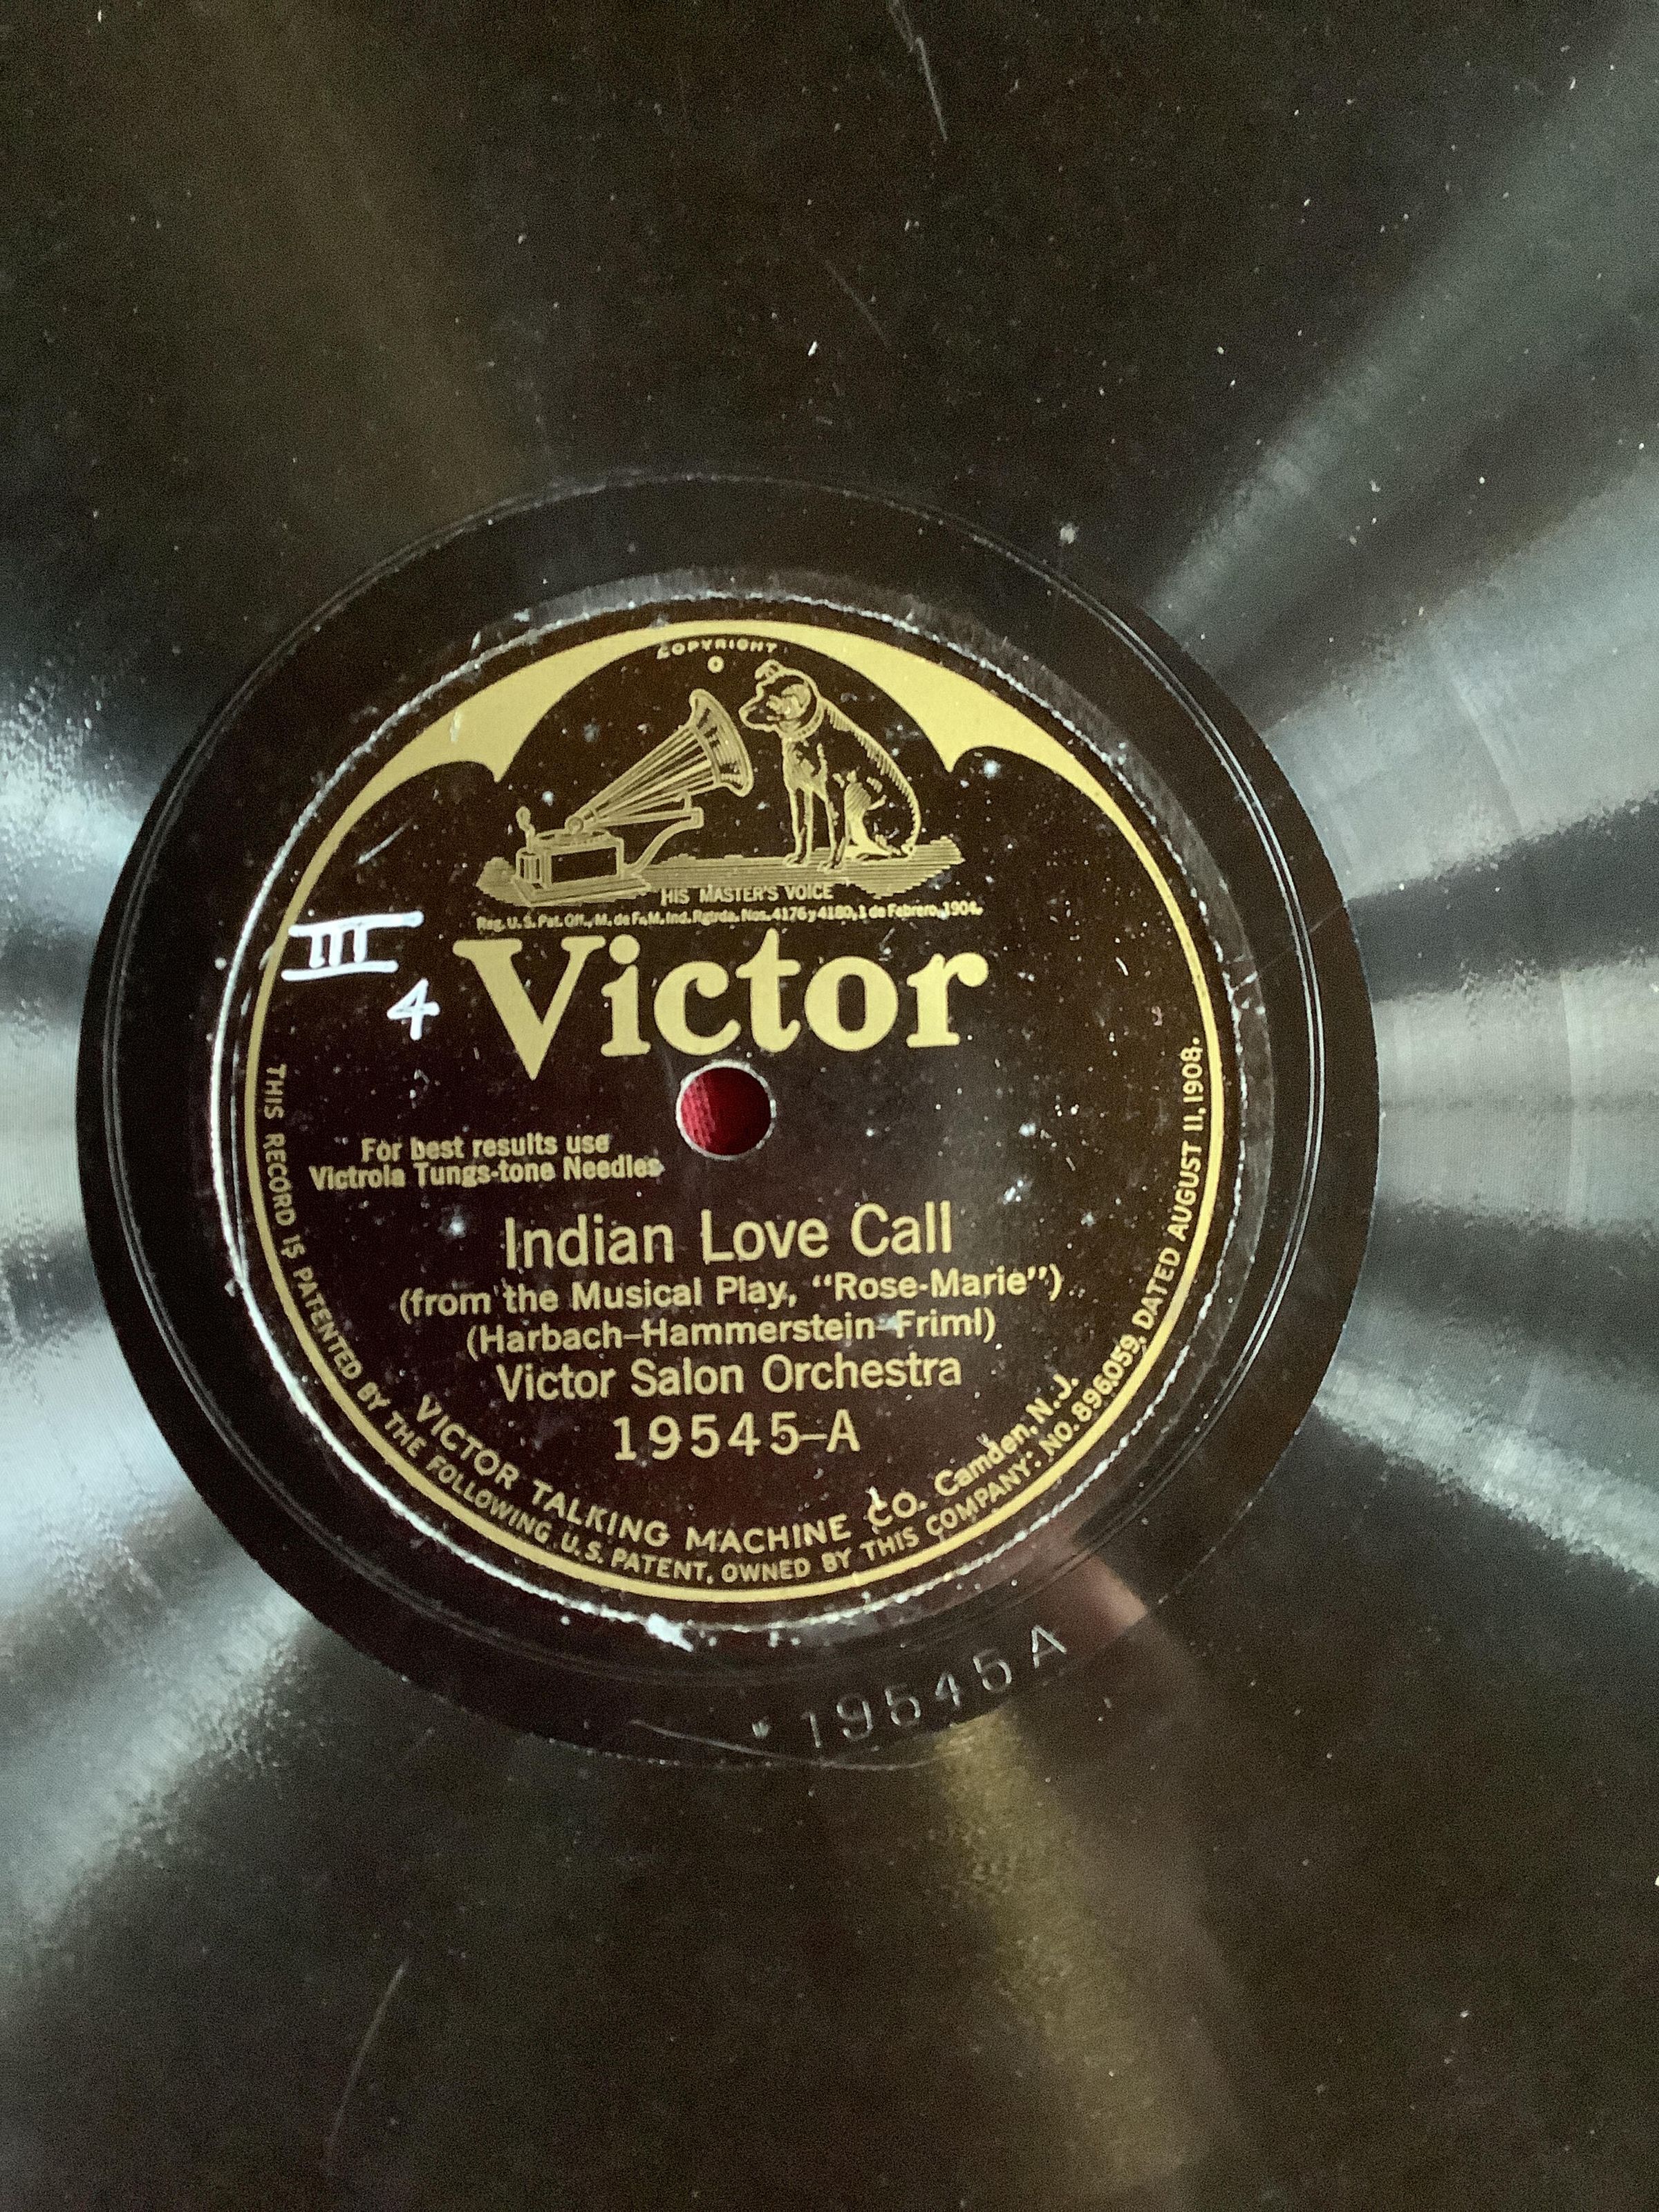 COPYRIGHT
HIS MASTER'S VOICE
Reg. U. S. Pat. Off., M. de F. M. Ind. Rgtrda. Nos. 4176 y 4180, 1 de Febrero, 1904.
Victor
III
4
For best results use
Victrola Tungs-tone Needles
Indian Love Call
(from the Musical Play, "Rose-Marie")
(Harbach–Hammerstein–Friml)
Victor Salon Orchestra
19545–A
VICTOR TALKING MACHINE CO. Camden, N. J.
THIS RECORD IS PATENTED BY THE FOLLOWING U.S. PATENT, OWNED BY THIS COMPANY: NO. 896059, DATED AUGUST 11, 1908.
19545 A